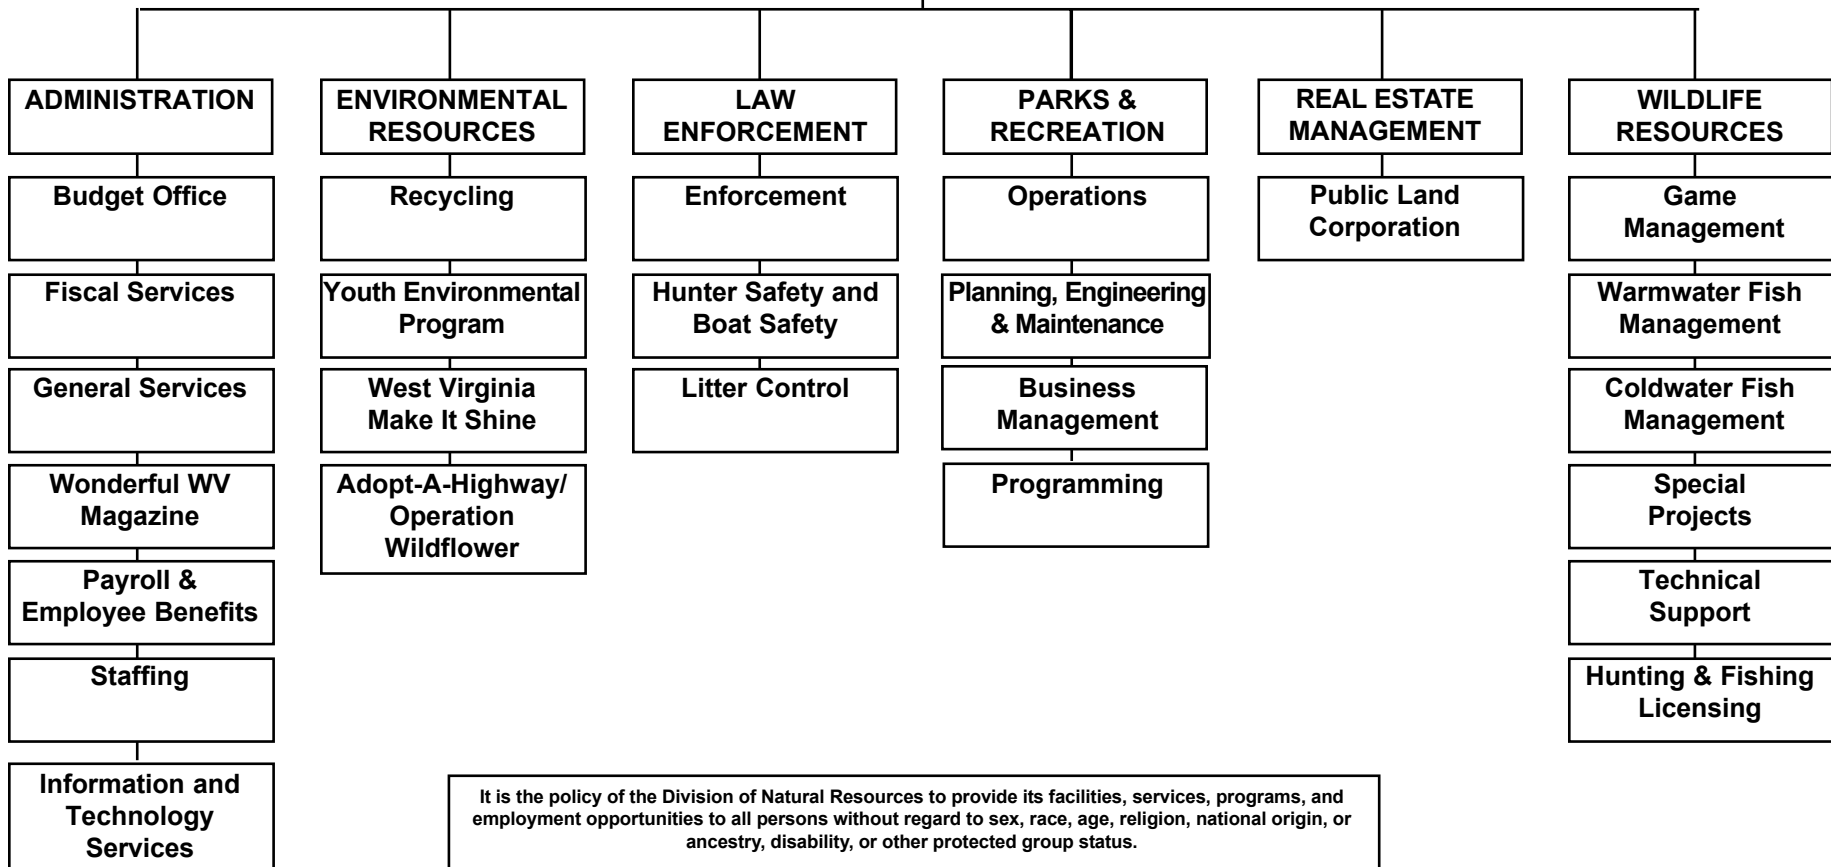 ADMINISTRATION
Budget Office
Fiscal Services
General Services
Wonderful WV
Magazine
Payroll &
Employee Benefits
Staffing
Information and
Technology
Services
ENVIRONMENTAL
RESOURCES
Recycling
Youth Environmental
Program
West Virginia
Make It Shine
Adopt-A-Highway/
Operation
Wildflower
LAW
ENFORCEMENT
Enforcement
Hunter Safety and
Boat Safety
Litter Control
PARKS &
RECREATION
Operations
Planning, Engineering
& Maintenance
Business
Management
Programming
REAL ESTATE
MANAGEMENT
Public Land
Corporation
WILDLIFE
RESOURCES
Game
Management
Warmwater Fish
Management
Coldwater Fish
Management
Special
Projects
Technical
Support
Hunting & Fishing
Licensing
It is the policy of the Division of Natural Resources to provide its facilities, services, programs, and
employment opportunities to all persons without regard to sex, race, age, religion, national origin, or
ancestry, disability, or other protected group status.